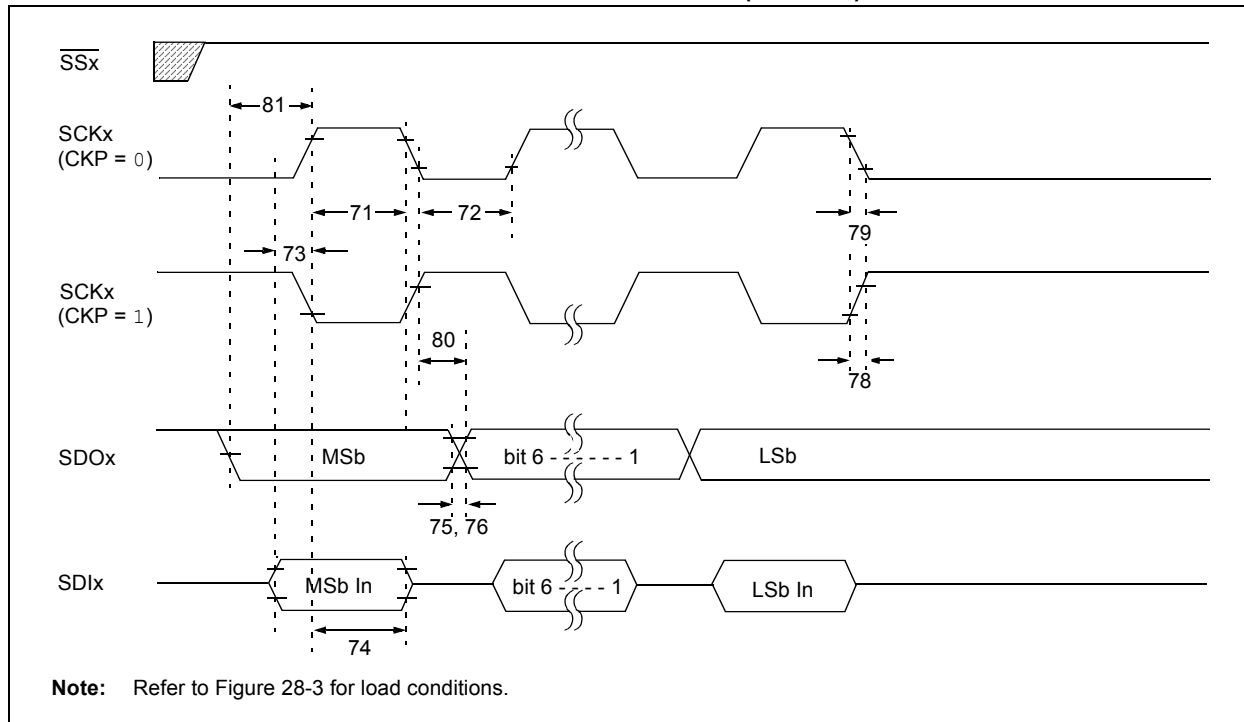 SSx
81
SCKx
(CKP = 0)
71
72
79
73
SCKx
(CKP = 1)
80
78
SDOx
MSb
bit 6 - - - - - - 1
LSb
75, 76
SDIx
MSb In
bit 6 - - - - 1
LSb In
74
Note: Refer to Figure 28-3 for load conditions.